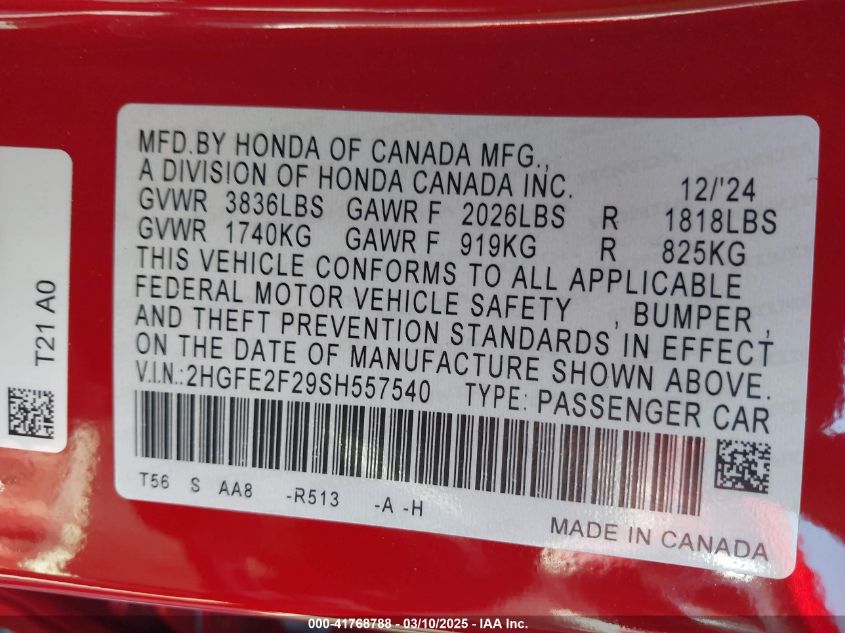 MFD.BY HONDA OF CANADA MFG.,
A DIVISION OF HONDA CANADA INC. 12/'24
GVWR 3836LBS GAWR F 2026LBS R 1818LBS
GVWR 1740KG GAWR F 919KG R 825KG
THIS VEHICLE CONFORMS TO ALL APPLICABLE
FEDERAL MOTOR VEHICLE SAFETY , BUMPER ,
AND THEFT PREVENTION STANDARDS IN EFFECT
ON THE DATE OF MANUFACTURE SHOWN ABOVE.
V.I.N.:2HGFE2F29SH557540 TYPE: PASSENGER CAR
T56 S AA8 -R513 -A -H
MADE IN CANADA
T21 A0
000-41768788 - 03/10/2025 - IAA Inc.